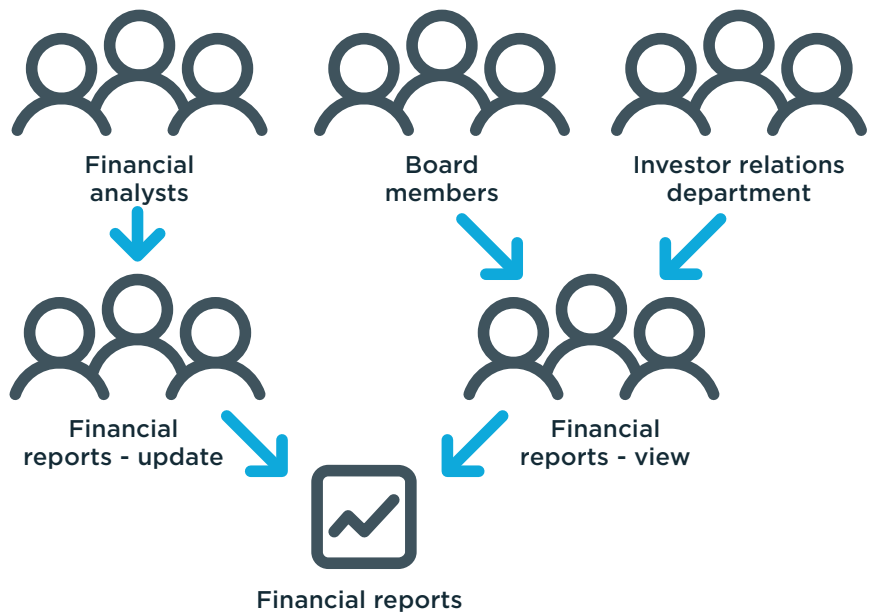 Financial
analysts
Board
members
Investor relations
department
Financial
reports - update
Financial
reports - view
Financial reports